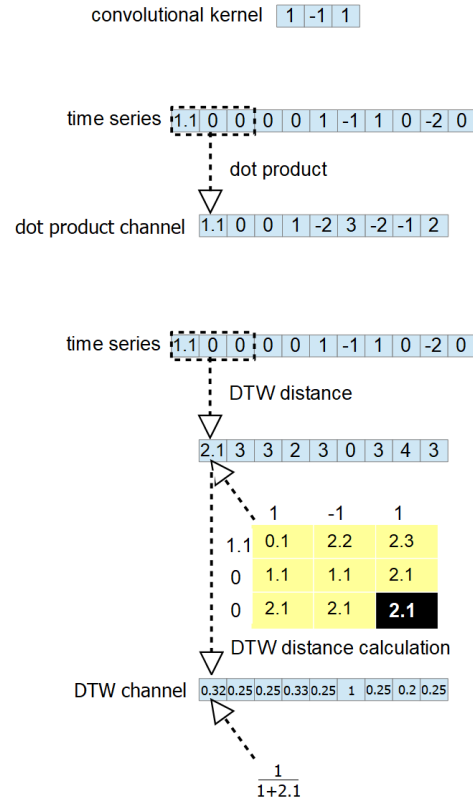 convolutional kernel 1 -1 1
time series 1.1 0 0 0 0 1 -1 1 0 -2 0
dot product
dot product channel 1.1 0 0 1 -2 3 -2 -1 2
time series 1.1 0 0 0 0 1 -1 1 0 -2 0
DTW distance
2.1 3 3 2 3 0 3 4 3
1 -1 1
1.1 0.1 2.2 2.3
0 1.1 1.1 2.1
0 2.1 2.1 2.1
DTW distance calculation
DTW channel 0.32 0.25 0.25 0.33 0.25 1 0.25 0.2 0.25
1
1+2.1